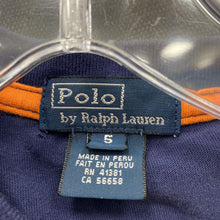 Polo
by Ralph Lauren
5
MADE IN PERU
FAIT EN PEROU
RN 41381
CA 56658